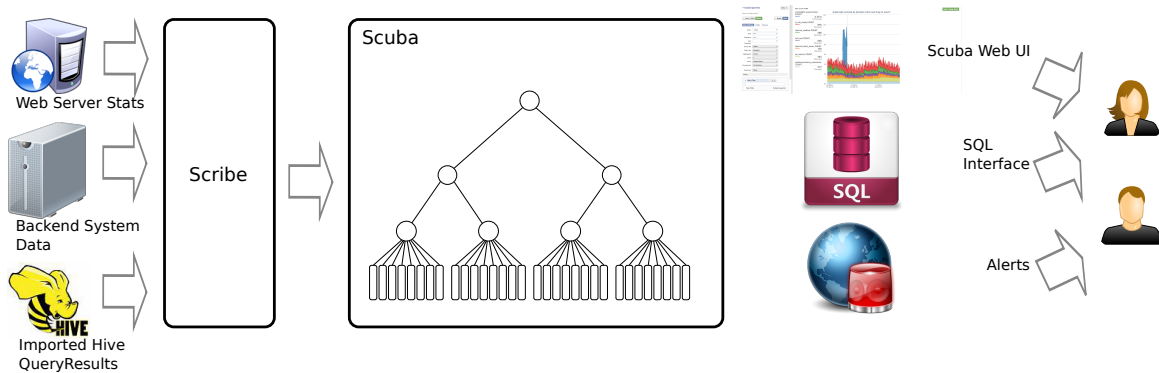 Web Server Stats
Backend System
Data
HIVE
Imported Hive
QueryResults
Scribe
Scuba
Scuba Web UI
SQL
SQL
Interface
Alerts